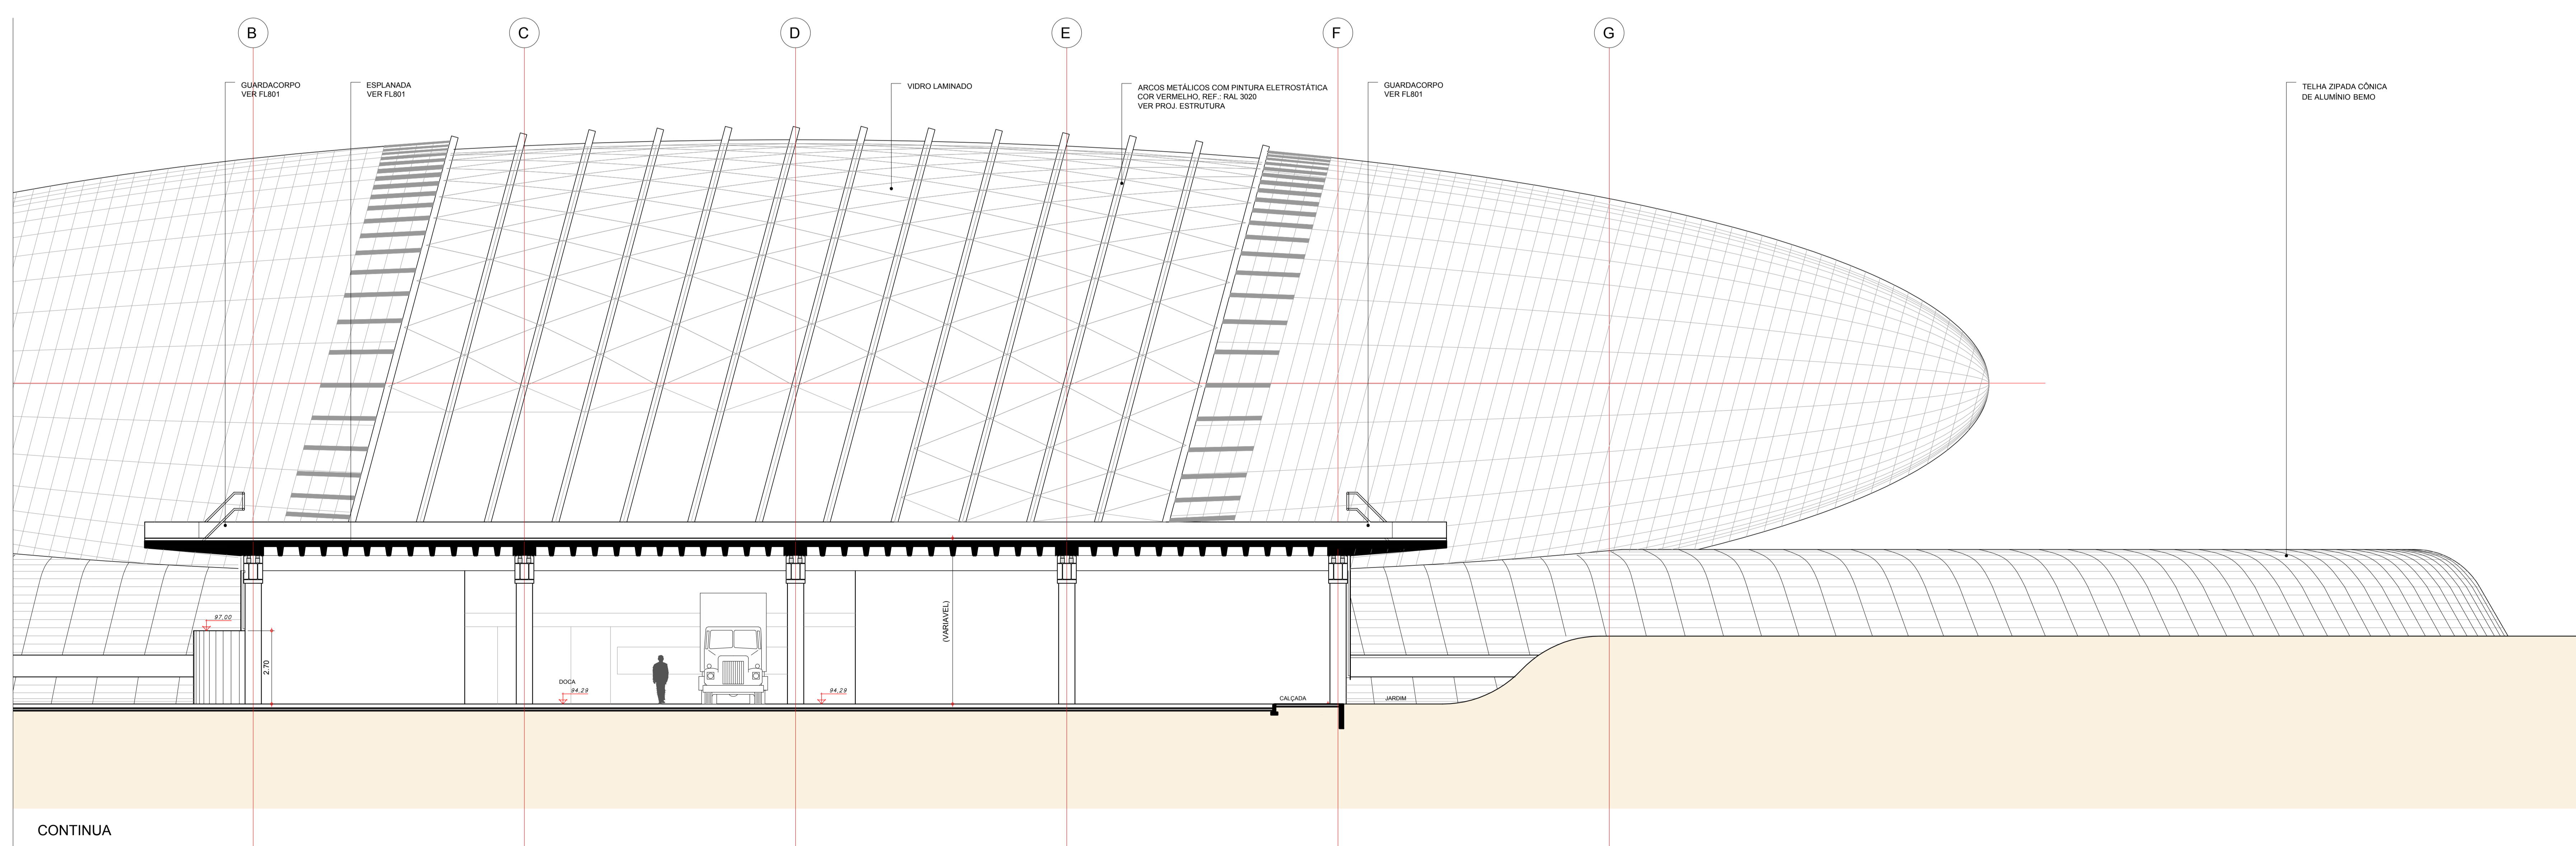 B
C
D
E
F
G
GUARDACORPO
VER FL801
ESPLANADA
VER FL801
VIDRO LAMINADO
ARCOS METÁLICOS COM PINTURA ELETROSTÁTICA
COR VERMELHO, REF.: RAL 3020
VER PROJ. ESTRUTURA
GUARDACORPO
VER FL801
TELHA ZIPADA CÔNICA
DE ALUMÍNIO BEMO
97,00
2.70
DOCA
94,29
94,29
(VARIAVEL)
CALÇADA
JARDIM
CONTINUA